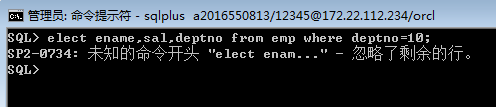 管理员: 命令提示符 - sqlplus a2016550813/12345@172.22.112.234/orcl
SQL> elect ename,sal,deptno from emp where deptno=10;
SP2-0734: 未知的命令开头 "elect enam..." - 忽略了剩余的行。
SQL>